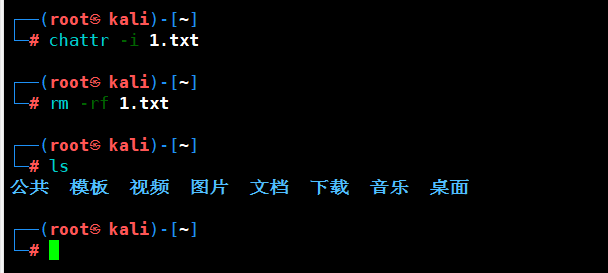 ┌──(root㉿kali)-[~]
└─# chattr -i 1.txt
┌──(root㉿kali)-[~]
└─# rm -rf 1.txt
┌──(root㉿kali)-[~]
└─# ls
公共 模板 视频 图片 文档 下载 音乐 桌面
┌──(root㉿kali)-[~]
└─#